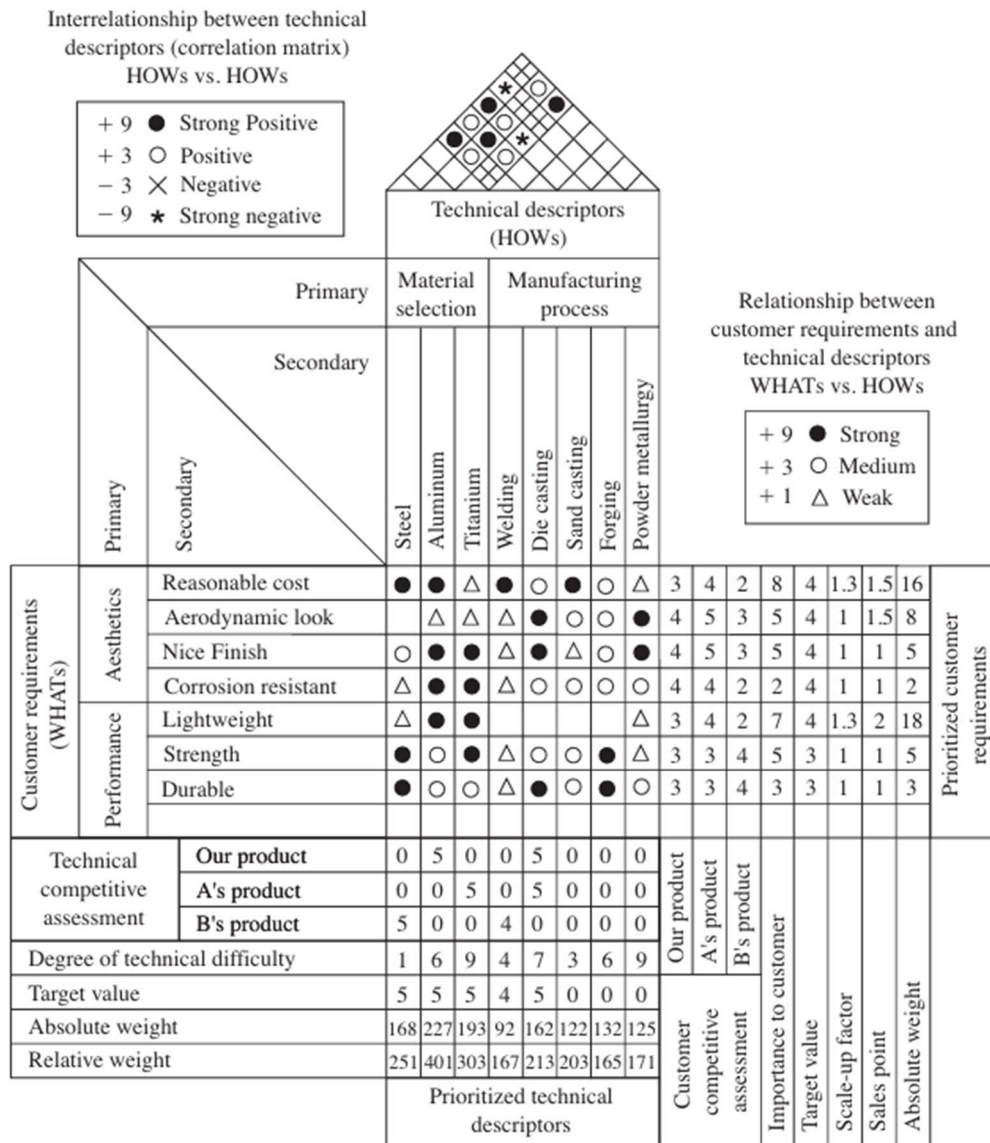 Interrelationship between technical
descriptors (correlation matrix)
HOWs vs. HOWs
+ 9 ● Strong Positive
+ 3 ○ Positive
− 3 × Negative
− 9 * Strong negative
Technical descriptors
(HOWs)
Primary
Material
selection
Manufacturing
process
Secondary
Primary
Secondary
Steel
Aluminum
Titanium
Welding
Die casting
Sand casting
Forging
Powder metallurgy
Relationship between
customer requirements and
technical descriptors
WHATs vs. HOWs
+ 9 ● Strong
+ 3 ○ Medium
+ 1 △ Weak
Customer requirements
(WHATs)
Aesthetics
Performance
Reasonable cost ● ● △ ● ○ ● ○ △ 3 4 2 8 4 1.3 1.5 16
Aerodynamic look △ △ △ ● ○ ○ ● 4 5 3 5 4 1 1.5 8
Nice Finish ○ ● ● △ ● △ ○ ● 4 5 3 5 4 1 1 5
Corrosion resistant △ ● ● △ ○ ○ ○ ○ 4 4 2 2 4 1 1 2
Lightweight △ ● ● △ 3 4 2 7 4 1.3 2 18
Strength ● ○ ● △ ○ ○ ● △ 3 3 4 5 3 1 1 5
Durable ● ○ ○ △ ● ○ ● ○ 3 3 4 3 3 1 1 3
Prioritized customer
requirements
Technical
competitive
assessment
Our product 0 5 0 0 5 0 0 0
A's product 0 0 5 0 5 0 0 0
B's product 5 0 0 4 0 0 0 0
Degree of technical difficulty 1 6 9 4 7 3 6 9
Target value 5 5 5 4 5 0 0 0
Absolute weight 168 227 193 92 162 122 132 125
Relative weight 251 401 303 167 213 203 165 171
Prioritized technical
descriptors
Our product
A's product
B's product
Customer
competitive
assessment
Importance to customer
Target value
Scale-up factor
Sales point
Absolute weight